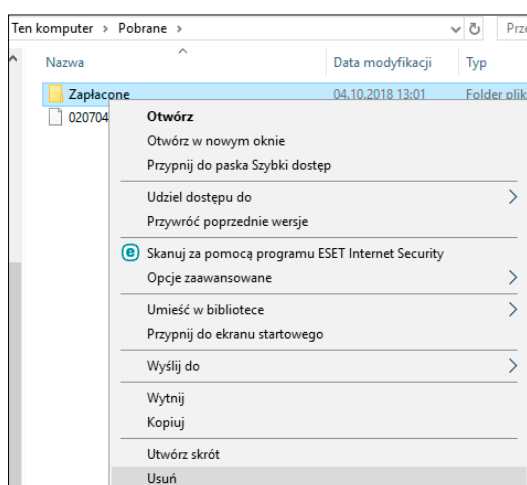 Ten komputer > Pobrane >
Nazwa Data modyfikacji Typ
Zapłacone 04.10.2018 13:01 Folder plik
020704
Otwórz
Otwórz w nowym oknie
Przypnij do paska Szybki dostęp
Udziel dostępu do
Przywróć poprzednie wersje
Skanuj za pomocą programu ESET Internet Security
Opcje zaawansowane
Umieść w bibliotece
Przypnij do ekranu startowego
Wyślij do
Wytnij
Kopiuj
Utwórz skrót
Usuń